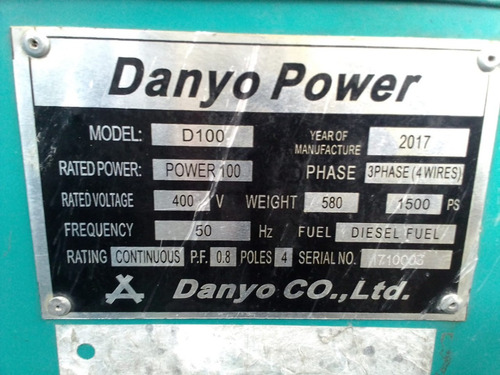 Danyo Power
MODEL: D100 YEAR OF MANUFACTURE 2017
RATED POWER: POWER 100 PHASE 3PHASE (4 WIRES)
RATED VOLTAGE 400 V WEIGHT 580 1500 PS
FREQUENCY 50 Hz FUEL DIESEL FUEL
RATING CONTINUOUS P.F. 0.8 POLES 4 SERIAL NO.
Danyo CO.,Ltd.